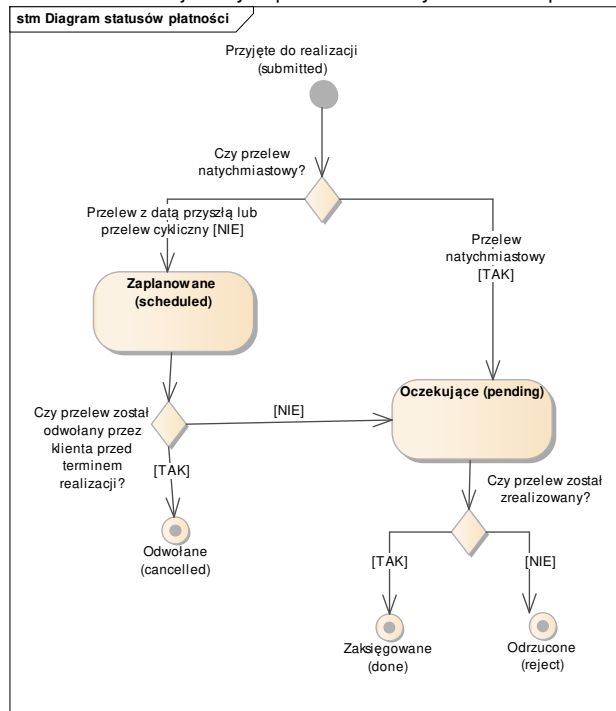 stm Diagram statusów płatności
Przyjęte do realizacji
(submitted)
Czy przelew
natychmiastowy?
Przelew z datą przyszłą lub
przelew cykliczny [NIE]
Przelew
natychmiastowy
[TAK]
Zaplanowane
(scheduled)
Oczekujące (pending)
Czy przelew został
odwołany przez
klienta przed
terminem
realizacji?
[NIE]
[TAK]
Czy przelew został
zrealizowany?
Odwołane
(cancelled)
[TAK]
[NIE]
Zaksięgowane
(done)
Odrzucone
(reject)